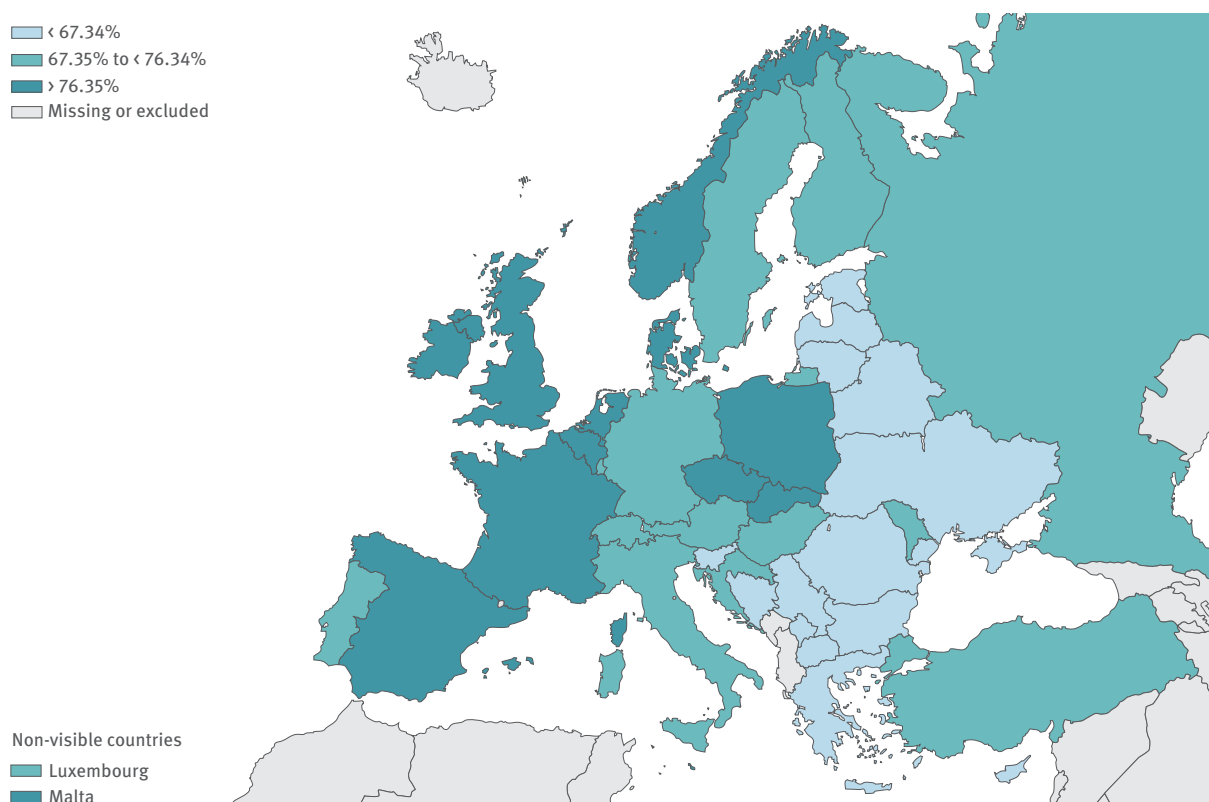 < 67.34%
67.35% to < 76.34%
> 76.35%
Missing or excluded
Non-visible countries
Luxembourg
Malta